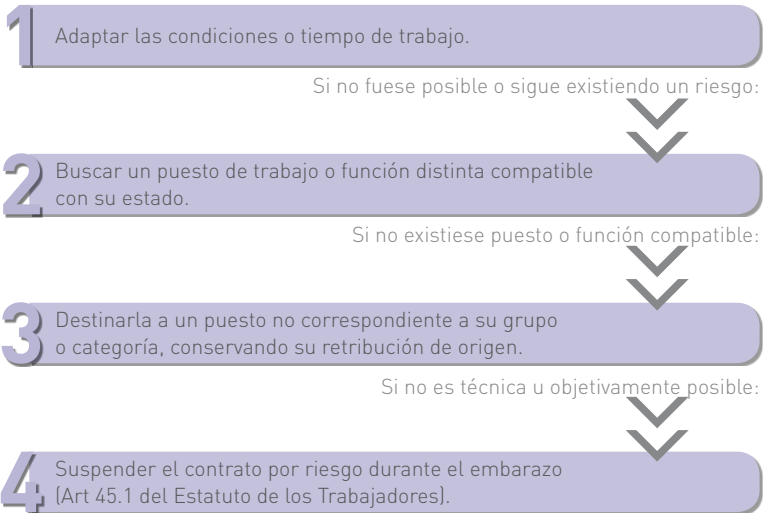 1
Adaptar las condiciones o tiempo de trabajo.
Si no fuese posible o sigue existiendo un riesgo:
2
Buscar un puesto de trabajo o función distinta compatible
con su estado.
Si no existiese puesto o función compatible:
3
Destinarla a un puesto no correspondiente a su grupo
o categoría, conservando su retribución de origen.
Si no es técnica u objetivamente posible:
4
Suspender el contrato por riesgo durante el embarazo
(Art 45.1 del Estatuto de los Trabajadores).